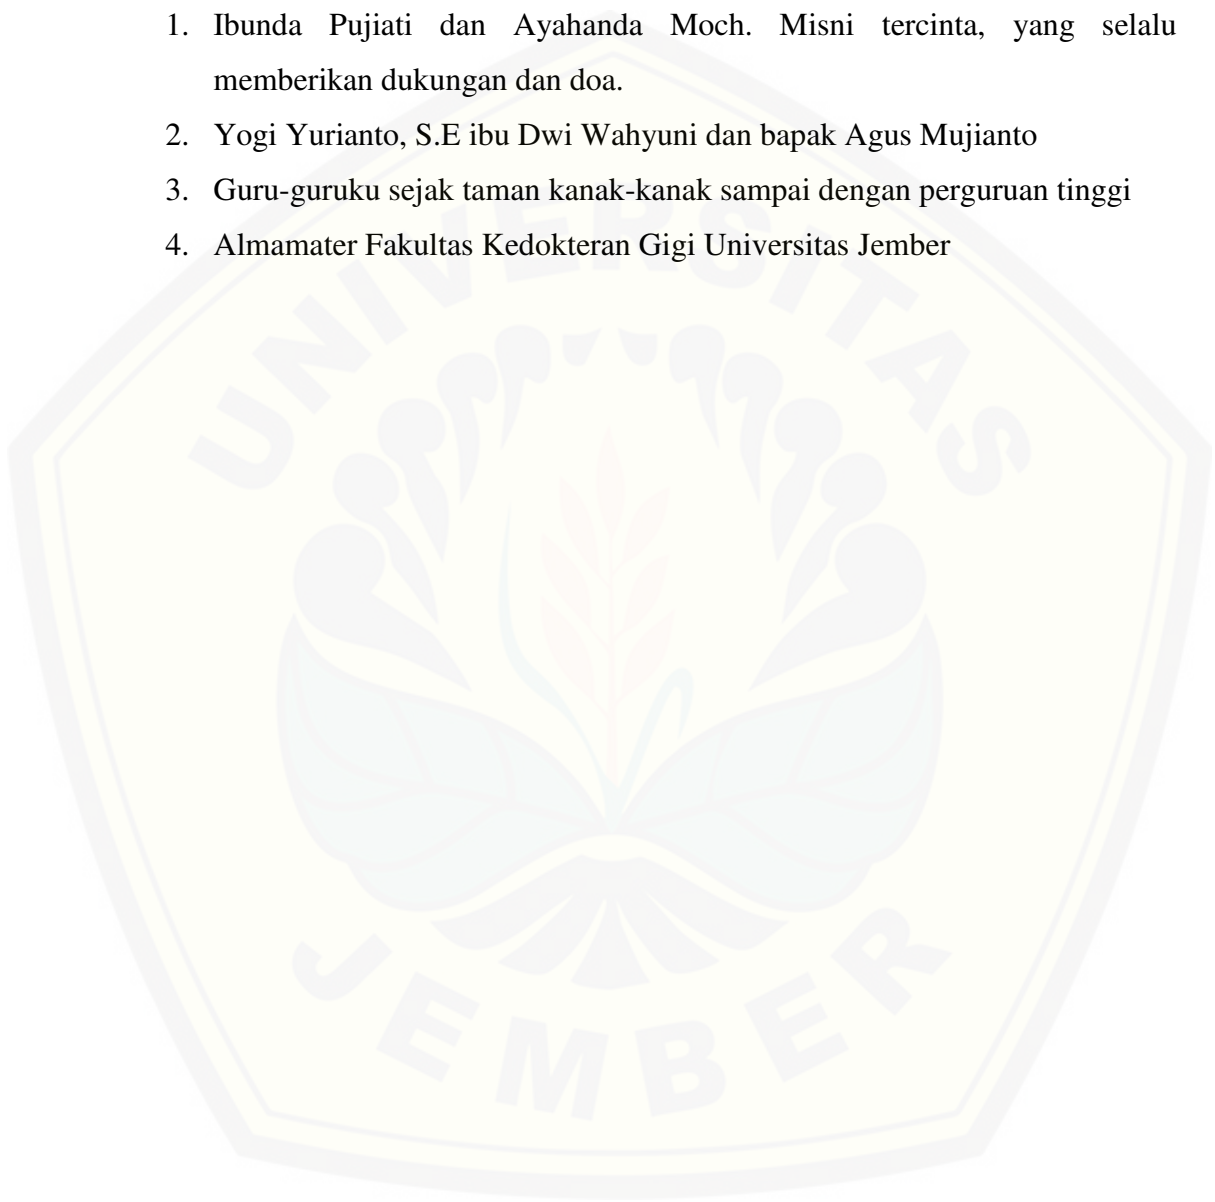 1. Ibunda Pujiati dan Ayahanda Moch. Misni tercinta, yang selalu
memberikan dukungan dan doa.
2. Yogi Yurianto, S.E ibu Dwi Wahyuni dan bapak Agus Mujianto
3. Guru-guruku sejak taman kanak-kanak sampai dengan perguruan tinggi
4. Almamater Fakultas Kedokteran Gigi Universitas Jember
UNIVERSITAS
JEMBER